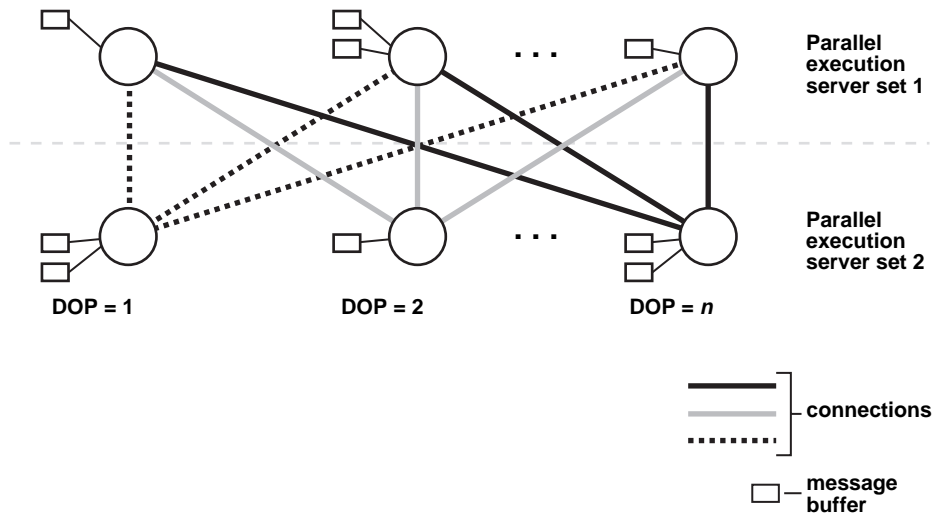 . . .
Parallel
execution
server set 1
. . .
Parallel
execution
server set 2
DOP = 1
DOP = 2
DOP = n
connections
message
buffer